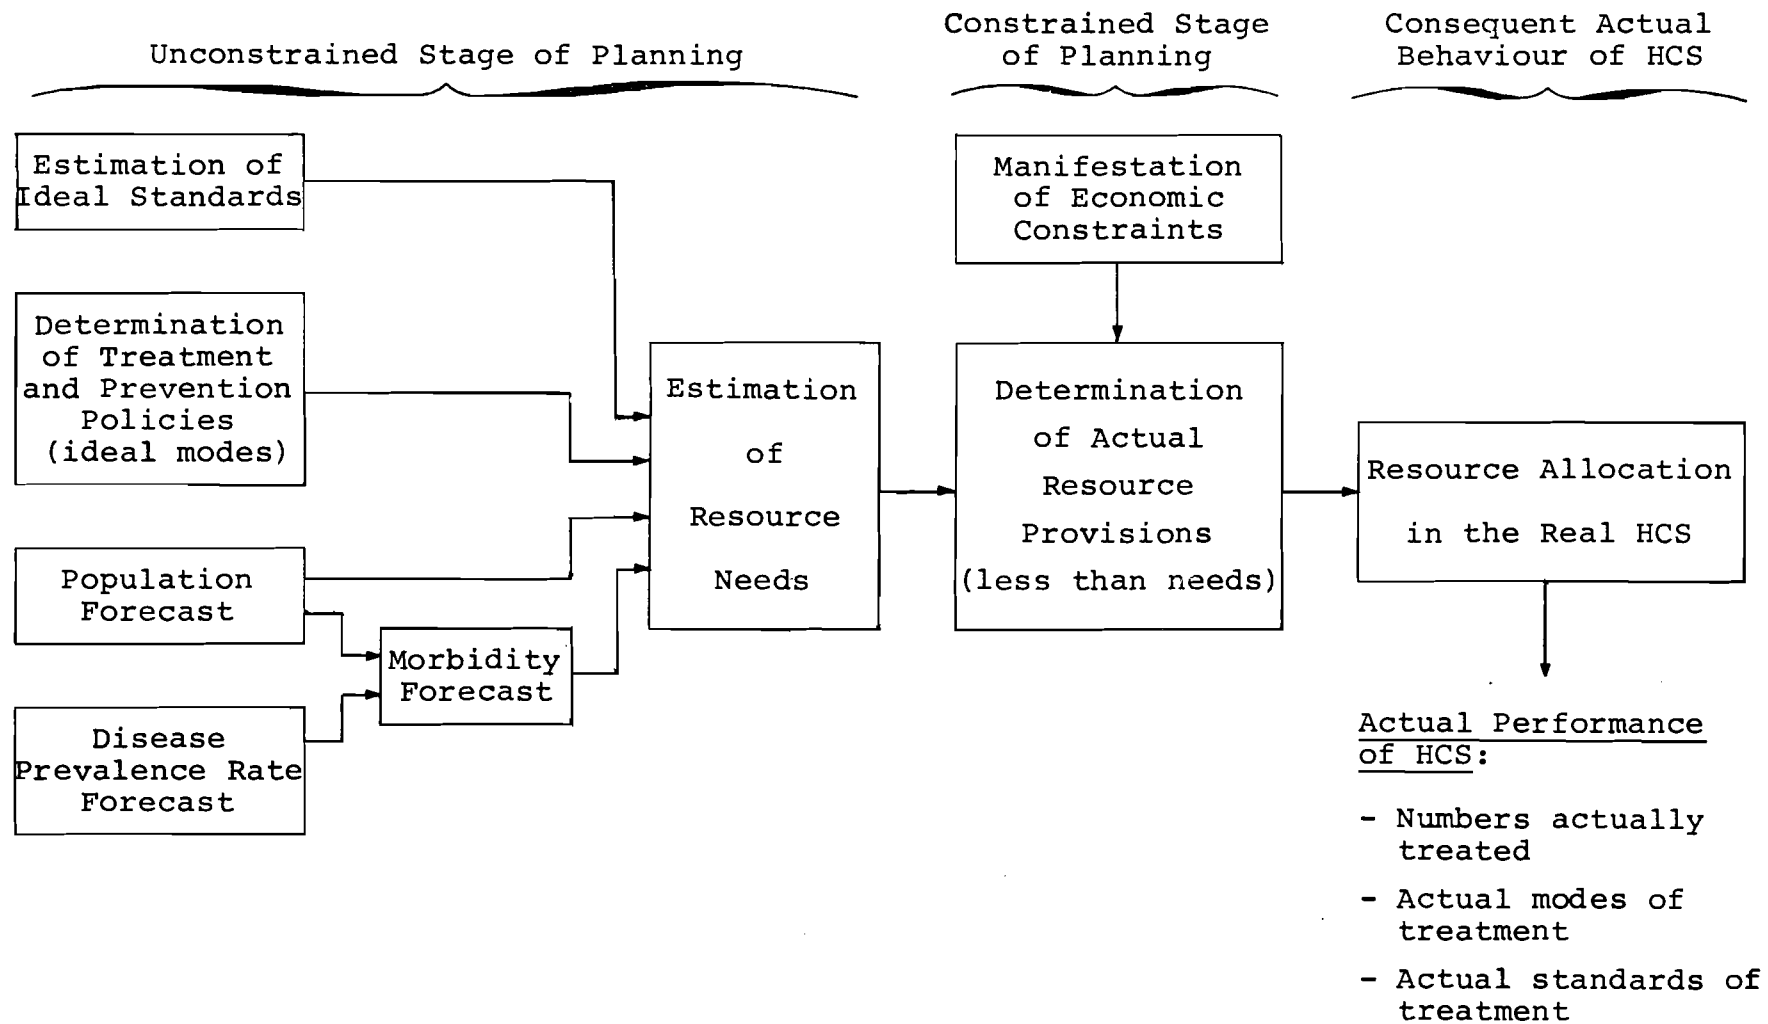 Unconstrained Stage of Planning
Constrained Stage
of Planning
Consequent Actual
Behaviour of HCS
Estimation of
Ideal Standards
Determination
of Treatment
and Prevention
Policies
(ideal modes)
Population
Forecast
Disease
Prevalence Rate
Forecast
Morbidity
Forecast
Estimation
of
Resource
Needs
Manifestation
of Economic
Constraints
Determination
of Actual
Resource
Provisions
(less than needs)
Resource Allocation
in the Real HCS
Actual Performance
of HCS:
- Numbers actually
treated
- Actual modes of
treatment
- Actual standards of
treatment